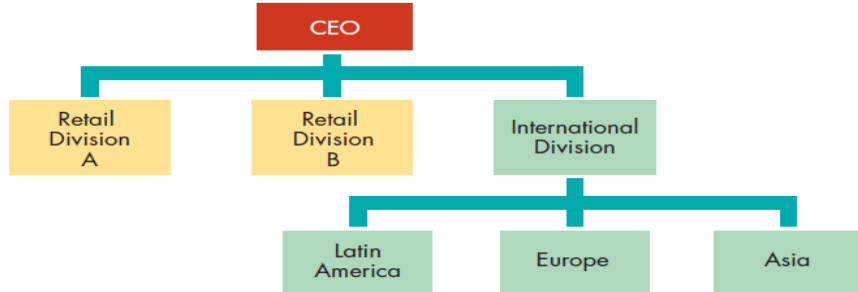 CEO
Retail
Division
A
Retail
Division
B
International
Division
Latin
America
Europe
Asia